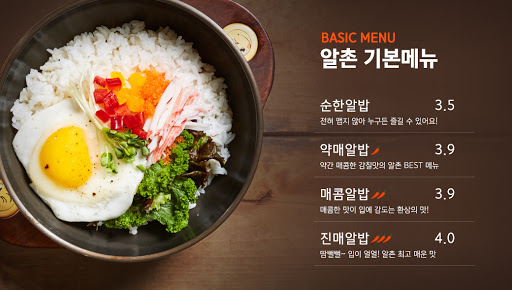 BASIC MENU
알촌 기본메뉴
순한알밥 3.5
전혀 맵지 않아 누구든 즐길 수 있어요!
약매알밥 3.9
약간 매콤한 감칠맛의 알촌 BEST 메뉴
매콤알밥 3.9
매콤한 맛이 입에 감도는 환상의 맛!
진매알밥 4.0
땀뻘뻘~ 입이 얼얼! 알촌 최고 매운 맛